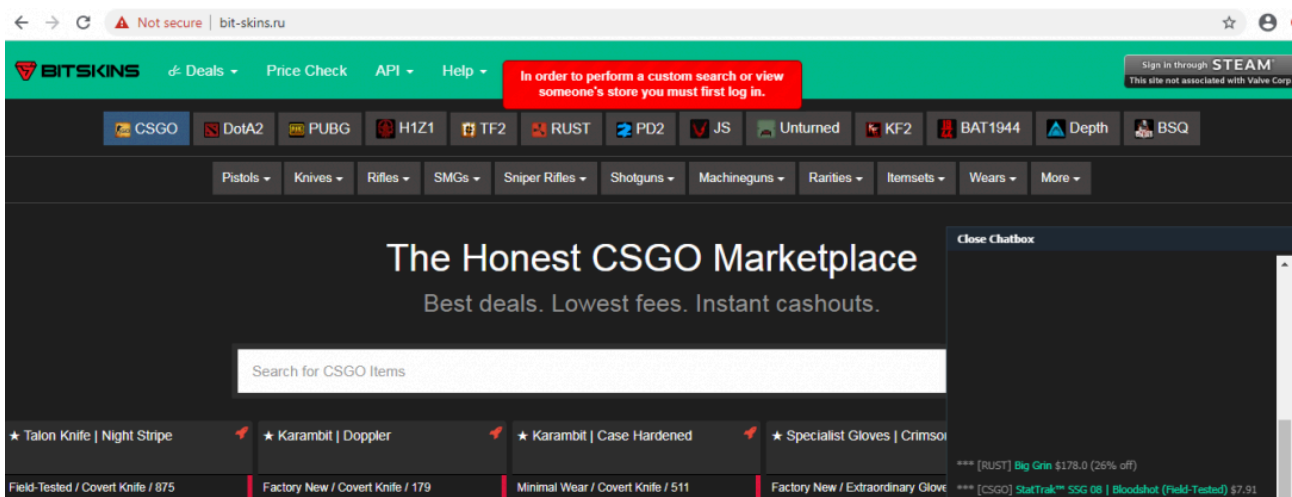 Not secure | bit-skins.ru
BITSKINS Deals Price Check API Help
In order to perform a custom search or view
someone's store you must first log in.
Sign in through STEAM
This site not associated with Valve Corp
CSGO DotA2 PUBG H1Z1 TF2 RUST PD2 JS Unturned KF2 BAT1944 Depth BSQ
Pistols Knives Rifles SMGs Sniper Rifles Shotguns Machineguns Rarities Itemsets Wears More
Close Chatbox
The Honest CSGO Marketplace
Best deals. Lowest fees. Instant cashouts.
Search for CSGO Items
★ Talon Knife | Night Stripe ★ Karambit | Doppler ★ Karambit | Case Hardened ★ Specialist Gloves | Crimso
*** [RUST] Big Grin $178.0 (26% off)
Field-Tested / Covert Knife / 875 Factory New / Covert Knife / 179 Minimal Wear / Covert Knife / 511 Factory New / Extraordinary Glove
*** [CSGO] StatTrak™ SSG 08 | Bloodshot (Field-Tested) $7.91